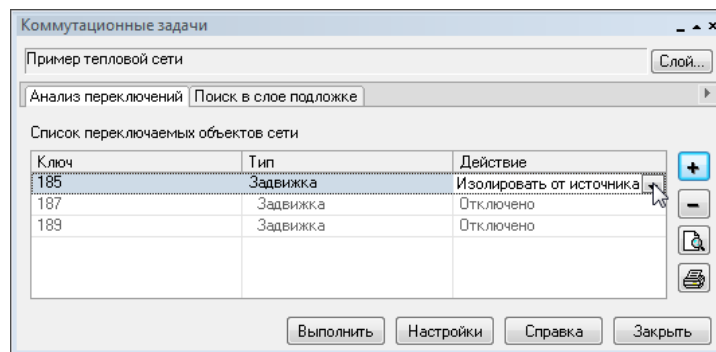 Коммутационные задачи
Пример тепловой сети
Слой...
Анализ переключений Поиск в слое подложке
Список переключаемых объектов сети
Ключ Тип Действие
185 Задвижка Изолировать от источника
187 Задвижка Отключено
189 Задвижка Отключено
Выполнить Настройки Справка Закрыть